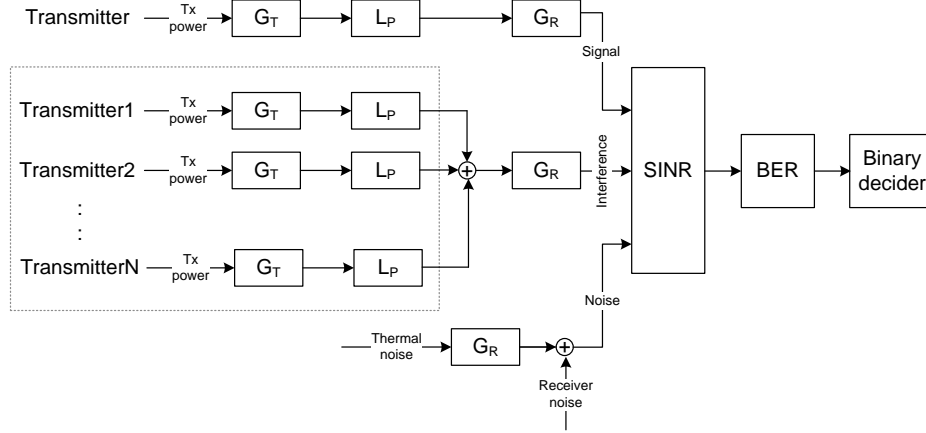 Transmitter Tx power G_T L_P G_R
Signal
Transmitter1 Tx power G_T L_P
Transmitter2 Tx power G_T L_P G_R Interference SINR BER Binary decider
TransmitterN Tx power G_T L_P
Noise
Thermal noise G_R
Receiver noise